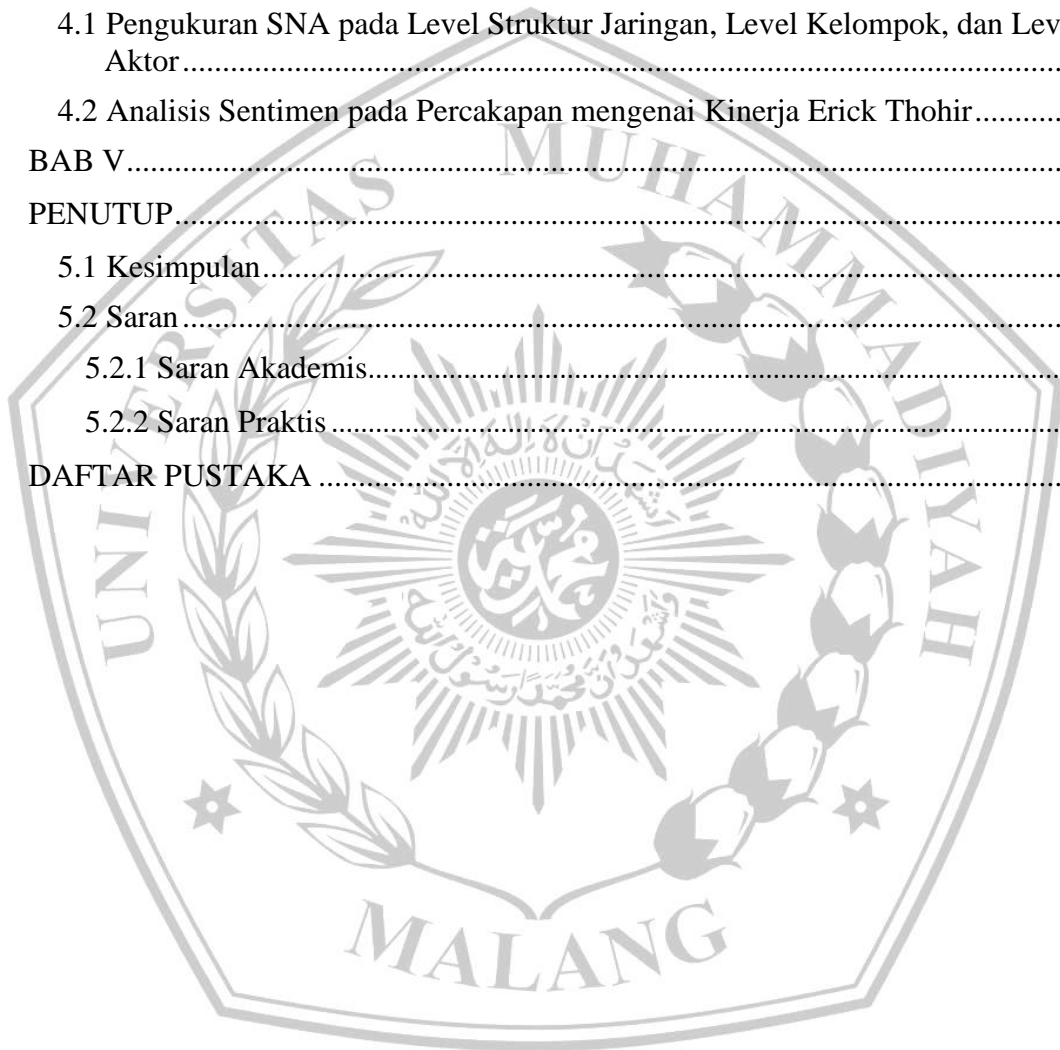 4.1 Pengukuran SNA pada Level Struktur Jaringan, Level Kelompok, dan Lev
Aktor
4.2 Analisis Sentimen pada Percakapan mengenai Kinerja Erick Thohir
BAB V
PENUTUP
5.1 Kesimpulan
5.2 Saran
5.2.1 Saran Akademis
5.2.2 Saran Praktis
DAFTAR PUSTAKA
UNIVERSITAS MUHAMMADIYAH
MALANG